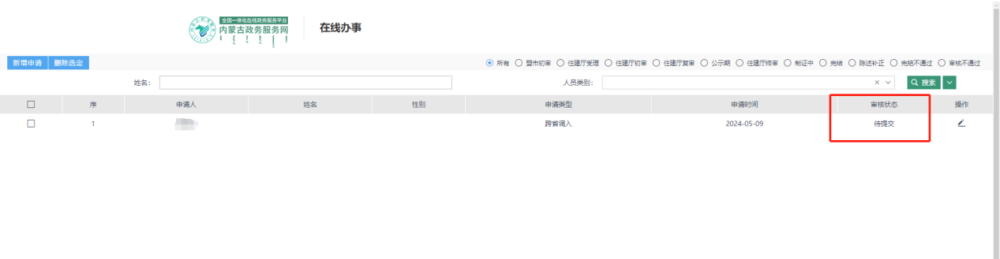 全国一体化在线政务服务平台
内蒙古政务服务网
在线办事
新增申请 删除选定 所有 盟市初审 住建厅受理 住建厅初审 住建厅复审 公示期 住建厅终审 制证中 完结 陈述补正 完结不通过 审核不通过
姓名: 人员类别: 搜索
序 申请人 姓名 性别 申请类型 申请时间 审核状态 操作
1 跨省调入 2024-05-09 待提交